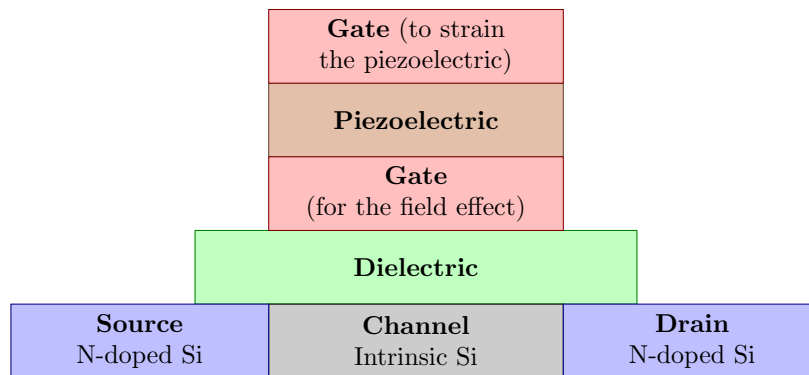 Gate (to strain
the piezoelectric)
Piezoelectric
Gate
(for the field effect)
Dielectric
Source
N-doped Si
Channel
Intrinsic Si
Drain
N-doped Si